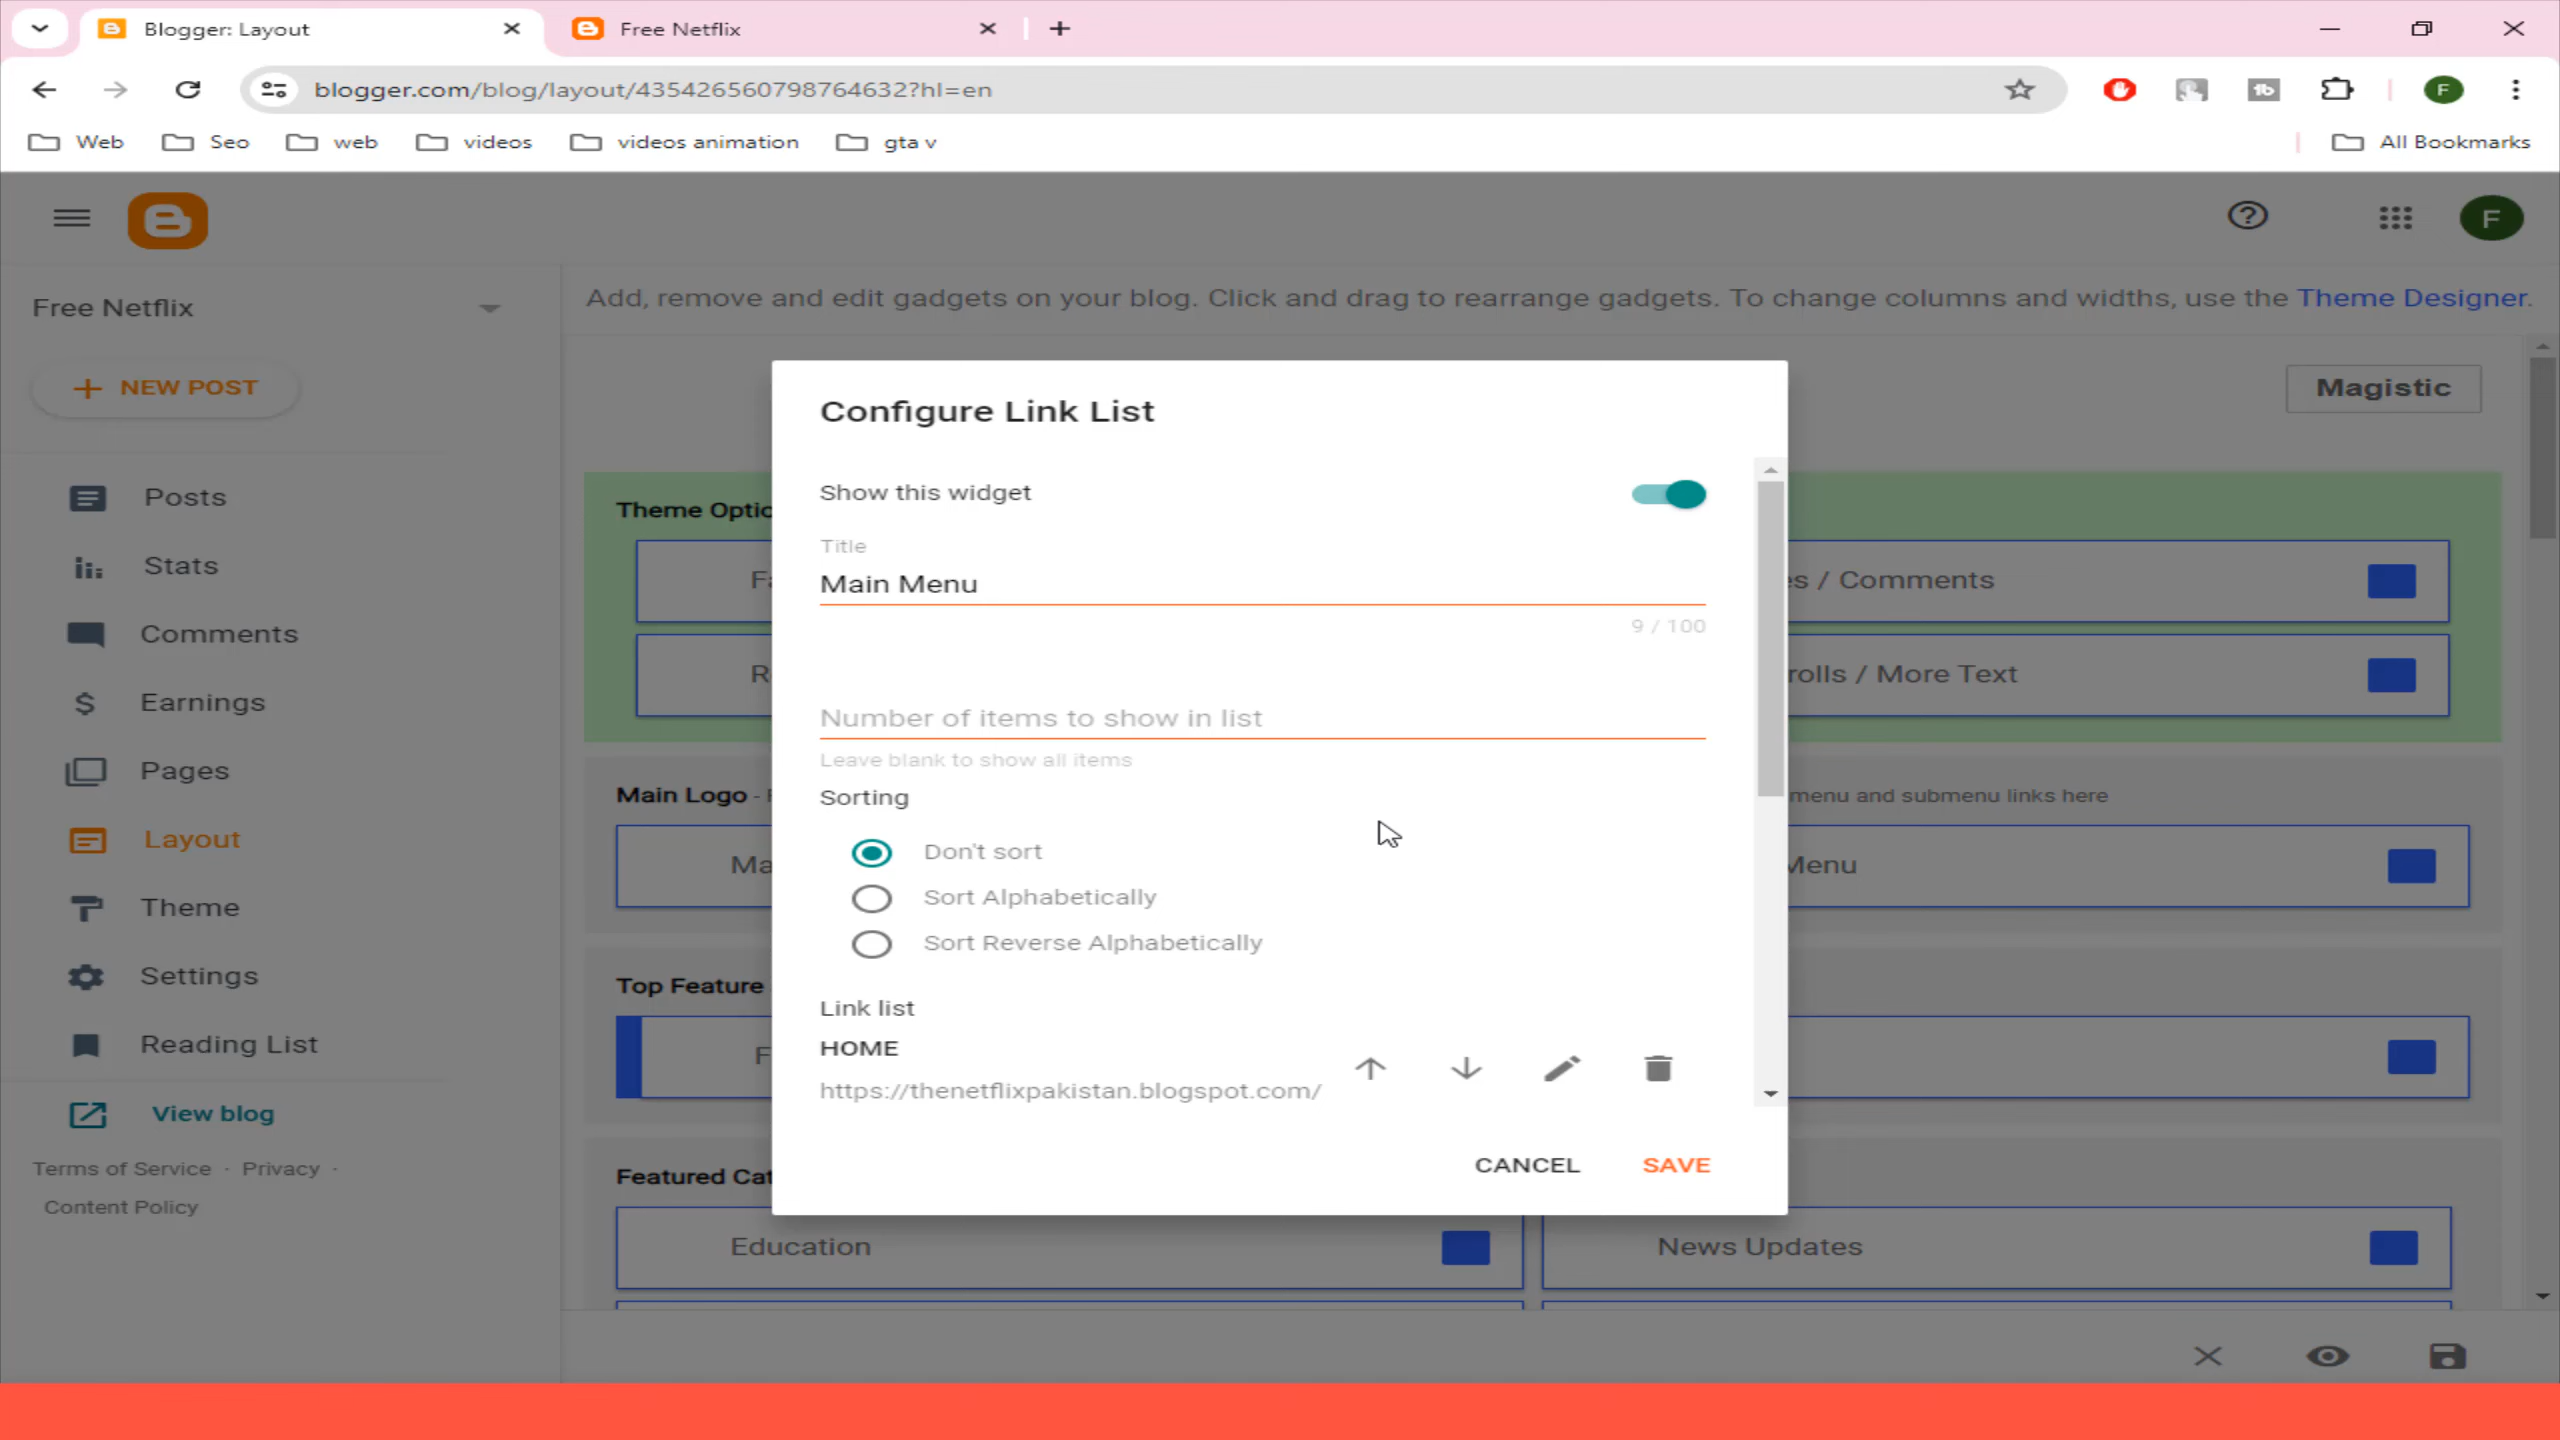 Blogger: Layout
Free Netflix
blogger.com/blog/layout/4354265607987646​32?hl=en
Web
Seo
web
videos
videos animation
gta v
All Bookmarks
F
Free Netflix
Add, remove and edit gadgets on your blog. Click and drag to rearrange gadgets. To change columns and widths, use the Theme Designer.
NEW POST
Magistic
Configure Link List
Posts
Stats
Comments
Earnings
Pages
Layout
Theme
Settings
Reading List
View blog
Terms of Service · Privacy ·
Content Policy
Show this widget
Title
Main Menu
9 / 100
Number of items to show in list
Leave blank to show all items
Sorting
Don't sort
Sort Alphabetically
Sort Reverse Alphabetically
Link list
HOME
https://thenetflixpakistan.blogspot.com/
CANCEL
SAVE
Theme Optio
/ Comments
/ More Text
Main Logo -
menu and submenu links here
Menu
Top Feature
Featured Cat
Education
News Updates